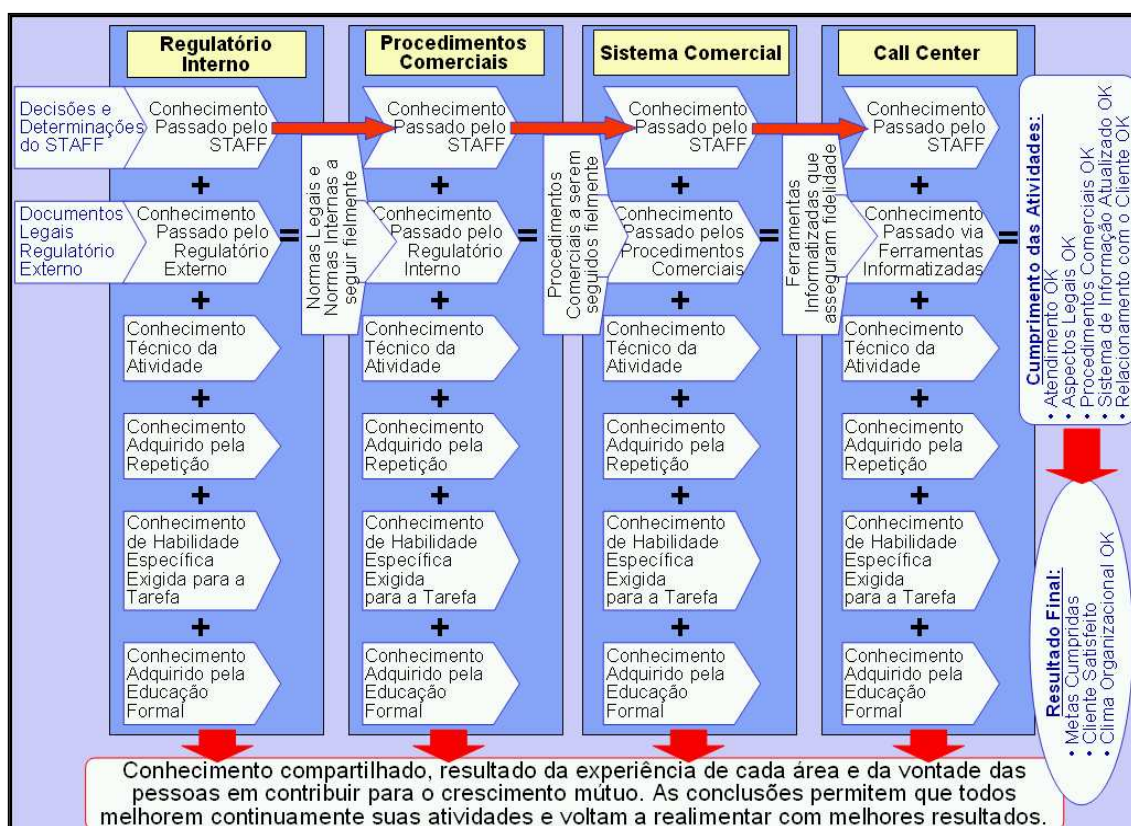 Regulatório
Interno
Procedimentos
Comerciais
Sistema Comercial
Call Center
Decisões e
Determinações
do STAFF
Conhecimento
Passado pelo
STAFF
Conhecimento
Passado pelo
STAFF
Conhecimento
Passado pelo
STAFF
Conhecimento
Passado pelo
STAFF
+
+
+
+
Documentos
Legais
Regulatório
Externo
Conhecimento
Passado pelo
Regulatório
Externo
=
Normas Legais e
Normas Internas a
seguir fielmente
Conhecimento
Passado pelo
Regulatório
Interno
=
Procedimentos
Comerciais a serem
seguidos fielmente
Conhecimento
Passado pelos
Procedimentos
Comerciais
=
Ferramentas
Informatizadas que
asseguram fidelidade
Conhecimento
Passado via
Ferramentas
Informatizadas
=
+
+
+
+
Conhecimento
Técnico da
Atividade
Conhecimento
Técnico da
Atividade
Conhecimento
Técnico da
Atividade
Conhecimento
Técnico da
Atividade
+
+
+
+
Conhecimento
Adquirido pela
Repetição
Conhecimento
Adquirido pela
Repetição
Conhecimento
Adquirido pela
Repetição
Conhecimento
Adquirido pela
Repetição
+
+
+
+
Conhecimento
de Habilidade
Específica
Exigida para a
Tarefa
Conhecimento
de Habilidade
Específica
Exigida
para a Tarefa
Conhecimento
de Habilidade
Específica
Exigida
para a Tarefa
Conhecimento
de Habilidade
Específica
Exigida
para a Tarefa
+
+
+
+
Conhecimento
Adquirido pela
Educação
Formal
Conhecimento
Adquirido pela
Educação
Formal
Conhecimento
Adquirido pela
Educação
Formal
Conhecimento
Adquirido pela
Educação
Formal
Cumprimento das Atividades:
• Atendimento OK
• Aspectos Legais OK
• Procedimentos Comerciais OK
• Sistema de Informação Atualizado OK
• Relacionamento com o Cliente OK
Resultado Final:
• Metas Cumpridas
• Cliente Satisfeito
• Clima Organizacional OK
Conhecimento compartilhado, resultado da experiência de cada área e da vontade das
pessoas em contribuir para o crescimento mútuo. As conclusões permitem que todos
melhorem continuamente suas atividades e voltam a realimentar com melhores resultados.